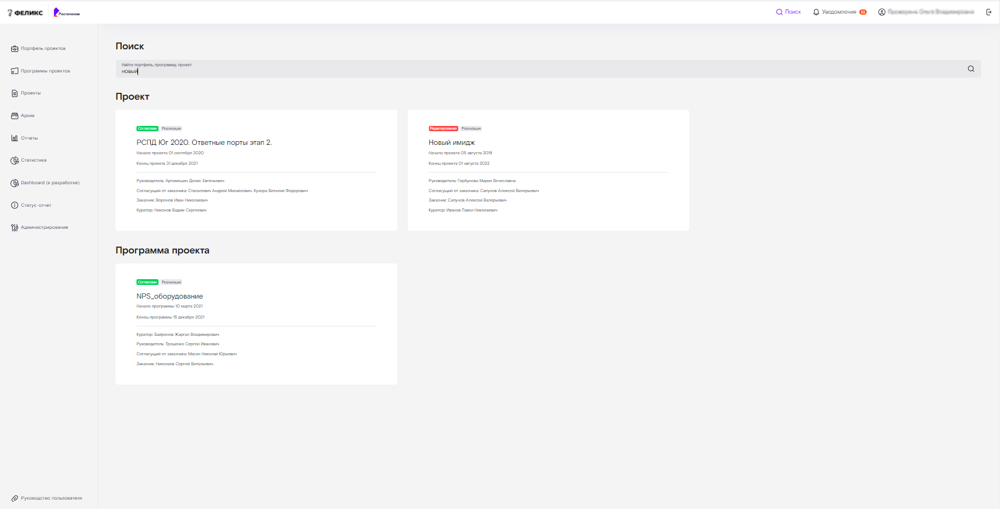 ФЕЛИКС
Ростелеком
Поиск
Уведомления 11
Портфель проектов
Программы проектов
Проекты
Архив
Отчеты
Статистика
Dashboard (в разработке)
Статус-отчет
Администрирование
Руководство пользователя
Поиск
Найти портфель, программу, проект
новый
Проект
Согласован Реализация
РСПД Юг 2020. Ответные порты этап 2.
Начало проекта 01 сентября 2020
Конец проекта 31 декабря 2021
Руководитель: Артамошин Денис Евгеньевич
Согласущий от заказчика: Стасилевич Андрей Михайлович, Кузора Виталий Федорович
Заказчик: Воронов Иван Николаевич
Куратор: Никонов Вадим Сергеевич
Редактирование Реализация
Новый имидж
Начало проекта 05 августа 2019
Конец проекта 01 августа 2022
Руководитель: Горбунова Мария Вячеславна
Согласущий от заказчика: Сапунов Алексей Валерьевич
Заказчик: Сапунов Алексей Валерьевич
Куратор: Иванов Павел Николаевич
Программа проекта
Согласован Реализация
NPS_оборудование
Начало программы 10 марта 2021
Конец программы 15 декабря 2021
Куратор: Байронов Жаргал Владимирович
Руководитель: Троценко Сергей Иванович
Согласущий от заказчика: Масич Николай Юрьевич
Заказчик: Николаев Сергей Витальевич